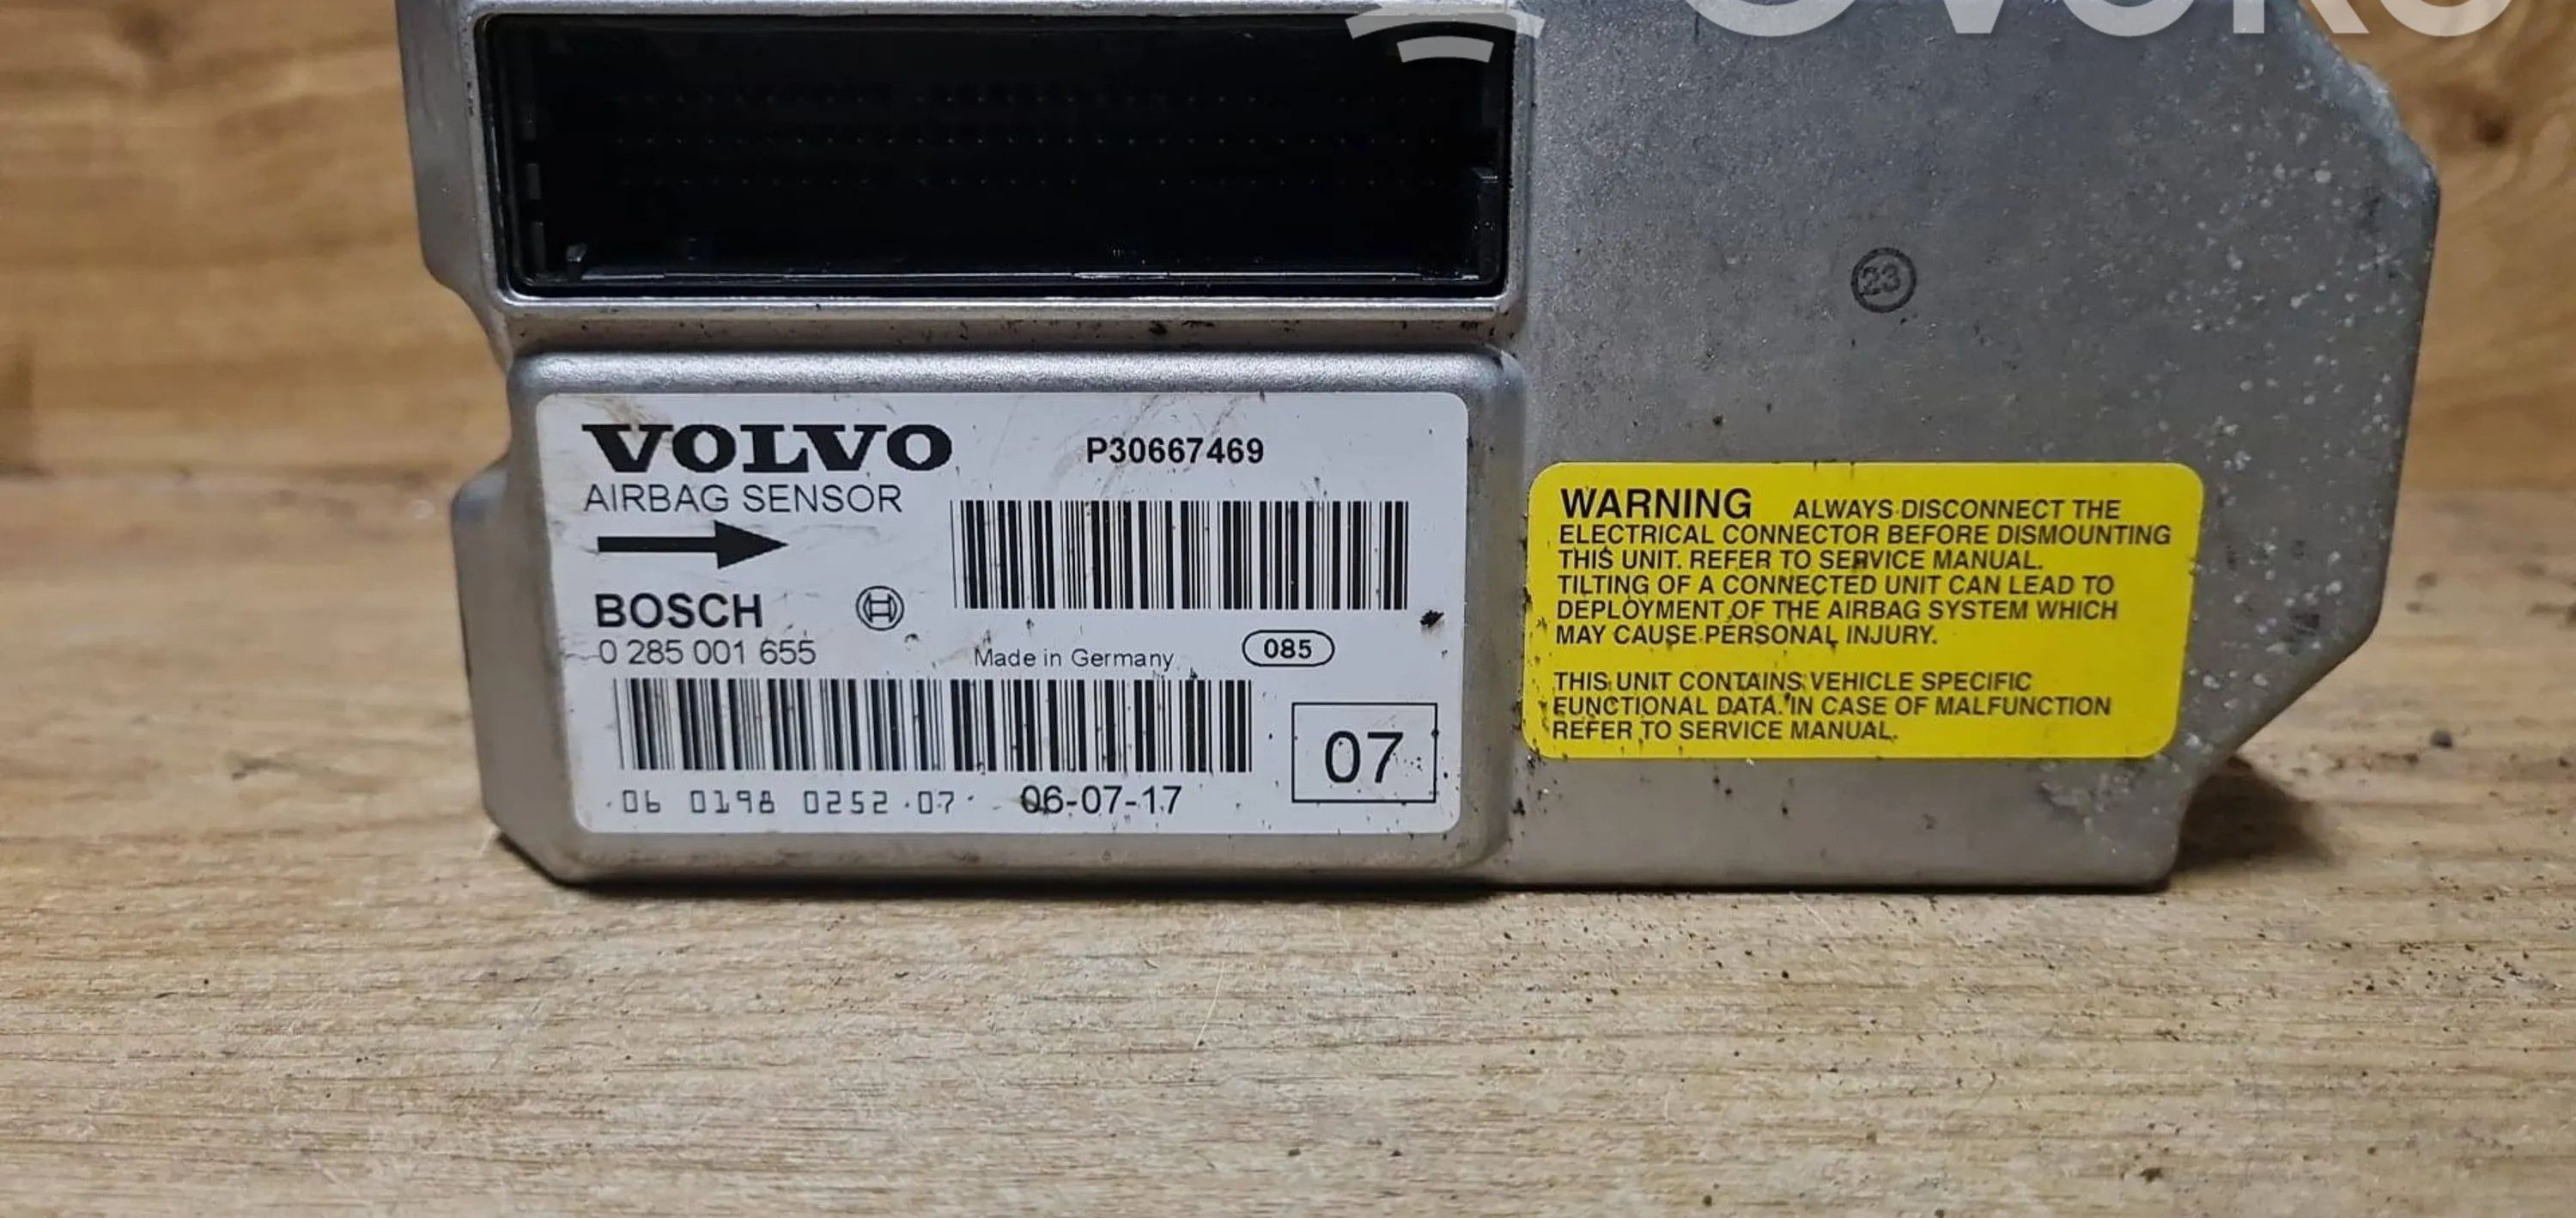 23
VOLVO
P30667469
AIRBAG SENSOR
BOSCH
0 285 001 655
Made in Germany
085
07
06 0198 0252 07 06-07-17
WARNING ALWAYS DISCONNECT THE
ELECTRICAL CONNECTOR BEFORE DISMOUNTING
THIS UNIT. REFER TO SERVICE MANUAL.
TILTING OF A CONNECTED UNIT CAN LEAD TO
DEPLOYMENT OF THE AIRBAG SYSTEM WHICH
MAY CAUSE PERSONAL INJURY.
THIS UNIT CONTAINS VEHICLE SPECIFIC
FUNCTIONAL DATA. IN CASE OF MALFUNCTION
REFER TO SERVICE MANUAL.